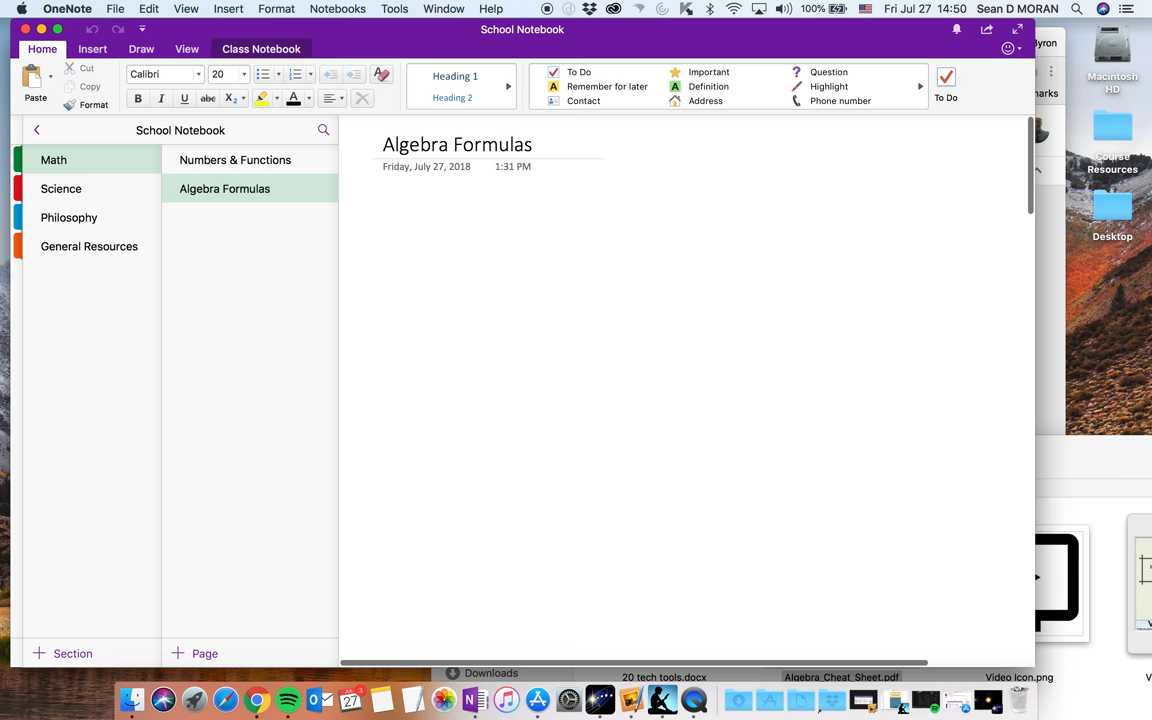 OneNote File Edit View Insert Format Notebooks Tools Window Help 100% Fri Jul 27 14:50 Sean D MORAN
School Notebook
Home Insert Draw View Class Notebook
Paste
Cut
Copy
Format
Calibri 20
B I U abc X₂ A
Heading 1
Heading 2
To Do Important Question
Remember for later Definition Highlight
Contact Address Phone number
To Do
School Notebook
Math
Science
Philosophy
General Resources
Numbers & Functions
Algebra Formulas
Algebra Formulas
Friday, July 27, 2018 1:31 PM
+ Section
+ Page
Macintosh
HD
Course
Resources
Desktop
Downloads
20 tech tools.docx
Algebra_Cheat_Sheet.pdf
Video Icon.png
27